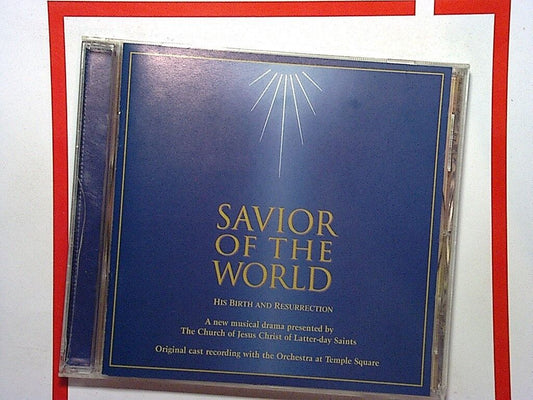 SAVIOR
OF THE
WORLD
HIS BIRTH AND RESURRECTION
A new musical drama presented by
The Church of Jesus Christ of Latter-day Saints
Original cast recording with the Orchestra at Temple Square